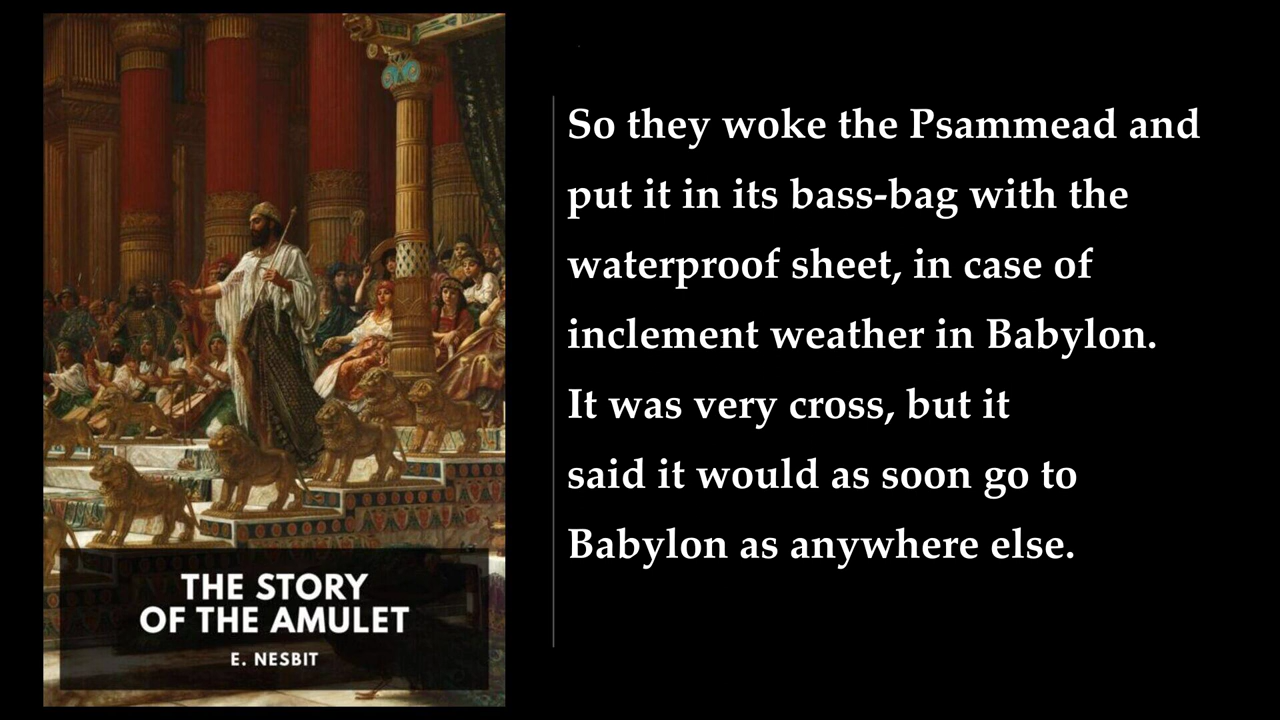 THE STORY
OF THE AMULET
E. NESBIT
So they woke the Psammead and
put it in its bass-bag with the
waterproof sheet, in case of
inclement weather in Babylon.
It was very cross, but it
said it would as soon go to
Babylon as anywhere else.